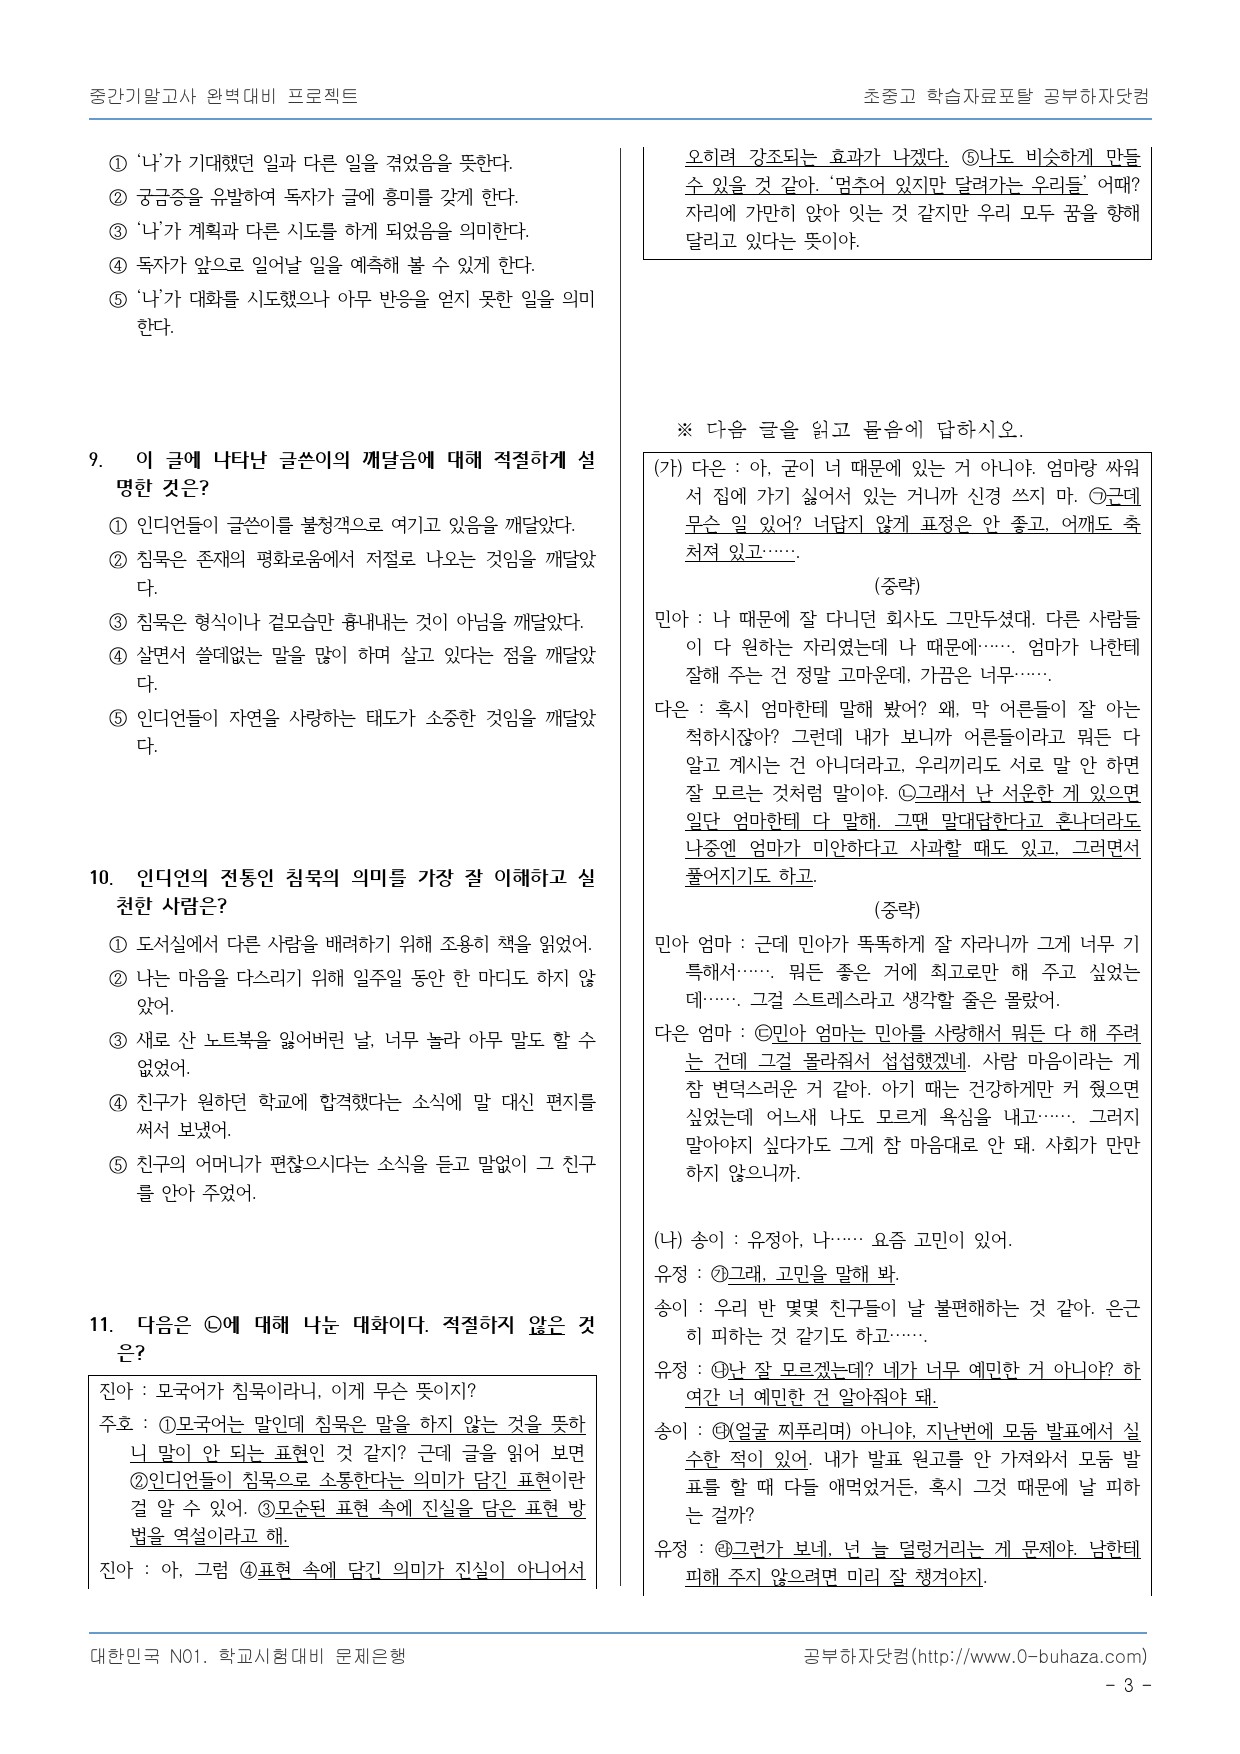 중간기말고사 완벽대비 프로젝트
초중고 학습자료포탈 공부하자닷컴
① ‘나’가 기대했던 일과 다른 일을 겪었음을 뜻한다.
② 궁금증을 유발하여 독자가 글에 흥미를 갖게 한다.
③ ‘나’가 계획과 다른 시도를 하게 되었음을 의미한다.
④ 독자가 앞으로 일어날 일을 예측해 볼 수 있게 한다.
⑤ ‘나’가 대화를 시도했으나 아무 반응을 얻지 못한 일을 의미
한다.
9. 이 글에 나타난 글쓴이의 깨달음에 대해 적절하게 설
명한 것은?
① 인디언들이 글쓴이를 불청객으로 여기고 있음을 깨달았다.
② 침묵은 존재의 평화로움에서 저절로 나오는 것임을 깨달았
다.
③ 침묵은 형식이나 겉모습만 흉내내는 것이 아님을 깨달았다.
④ 살면서 쓸데없는 말을 많이 하며 살고 있다는 점을 깨달았
다.
⑤ 인디언들이 자연을 사랑하는 태도가 소중한 것임을 깨달았
다.
10. 인디언의 전통인 침묵의 의미를 가장 잘 이해하고 실
천한 사람은?
① 도서실에서 다른 사람을 배려하기 위해 조용히 책을 읽었어.
② 나는 마음을 다스리기 위해 일주일 동안 한 마디도 하지 않
았어.
③ 새로 산 노트북을 잃어버린 날, 너무 놀라 아무 말도 할 수
없었어.
④ 친구가 원하던 학교에 합격했다는 소식에 말 대신 편지를
써서 보냈어.
⑤ 친구의 어머니가 편찮으시다는 소식을 듣고 말없이 그 친구
를 안아 주었어.
11. 다음은 ㉡에 대해 나눈 대화이다. 적절하지 않은 것
은?
진아 : 모국어가 침묵이라니, 이게 무슨 뜻이지?
주호 : ①모국어는 말인데 침묵은 말을 하지 않는 것을 뜻하
니 말이 안 되는 표현인 것 같지? 근데 글을 읽어 보면
②인디언들이 침묵으로 소통한다는 의미가 담긴 표현이란
걸 알 수 있어. ③모순된 표현 속에 진실을 담은 표현 방
법을 역설이라고 해.
진아 : 아, 그럼 ④표현 속에 담긴 의미가 진실이 아니어서
오히려 강조되는 효과가 나겠다. ⑤나도 비슷하게 만들
수 있을 것 같아. ‘멈추어 있지만 달려가는 우리들’ 어때?
자리에 가만히 앉아 잇는 것 같지만 우리 모두 꿈을 향해
달리고 있다는 뜻이야.
※ 다음 글을 읽고 물음에 답하시오.
(가) 다은 : 아, 굳이 너 때문에 있는 거 아니야. 엄마랑 싸워
서 집에 가기 싫어서 있는 거니까 신경 쓰지 마. ㉠근데
무슨 일 있어? 너답지 않게 표정은 안 좋고, 어깨도 축
처져 있고…….
(중략)
민아 : 나 때문에 잘 다니던 회사도 그만두셨대. 다른 사람들
이 다 원하는 자리였는데 나 때문에……. 엄마가 나한테
잘해 주는 건 정말 고마운데, 가끔은 너무…….
다은 : 혹시 엄마한테 말해 봤어? 왜, 막 어른들이 잘 아는
척하시잖아? 그런데 내가 보니까 어른들이라고 뭐든 다
알고 계시는 건 아니더라고, 우리끼리도 서로 말 안 하면
잘 모르는 것처럼 말이야. ㉡그래서 난 서운한 게 있으면
일단 엄마한테 다 말해. 그땐 말대답한다고 혼나더라도
나중엔 엄마가 미안하다고 사과할 때도 있고, 그러면서
풀어지기도 하고.
(중략)
민아 엄마 : 근데 민아가 똑똑하게 잘 자라니까 그게 너무 기
특해서……. 뭐든 좋은 거에 최고로만 해 주고 싶었는
데……. 그걸 스트레스라고 생각할 줄은 몰랐어.
다은 엄마 : ㉢민아 엄마는 민아를 사랑해서 뭐든 다 해 주려
는 건데 그걸 몰라줘서 섭섭했겠네. 사람 마음이라는 게
참 변덕스러운 거 같아. 아기 때는 건강하게만 커 줬으면
싶었는데 어느새 나도 모르게 욕심을 내고……. 그러지
말아야지 싶다가도 그게 참 마음대로 안 돼. 사회가 만만
하지 않으니까.
(나) 송이 : 유정아, 나…… 요즘 고민이 있어.
유정 : ㉮그래, 고민을 말해 봐.
송이 : 우리 반 몇몇 친구들이 날 불편해하는 것 같아. 은근
히 피하는 것 같기도 하고…….
유정 : ㉯난 잘 모르겠는데? 네가 너무 예민한 거 아니야? 하
여간 너 예민한 건 알아줘야 돼.
송이 : ㉰(얼굴 찌푸리며) 아니야, 지난번에 모둠 발표에서 실
수한 적이 있어. 내가 발표 원고를 안 가져와서 모둠 발
표를 할 때 다들 애먹었거든, 혹시 그것 때문에 날 피하
는 걸까?
유정 : ㉱그런가 보네, 넌 늘 덜렁거리는 게 문제야. 남한테
피해 주지 않으려면 미리 잘 챙겨야지.
대한민국 N01. 학교시험대비 문제은행
공부하자닷컴(http://www.0-buhaza.com)
- 3 -